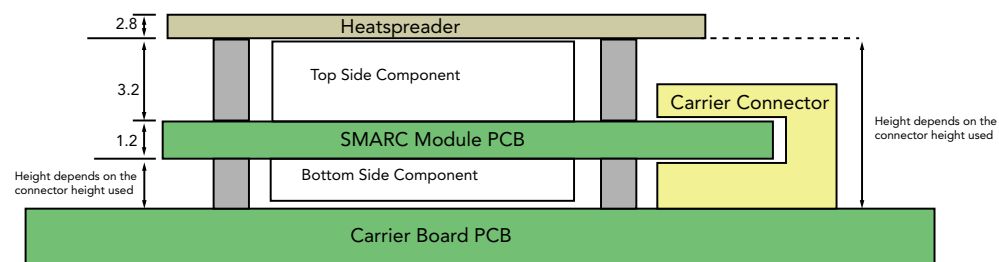 2.8
Heatspreader
3.2
Top Side Component
Carrier Connector
Height depends on the
connector height used
1.2
SMARC Module PCB
Height depends on the
connector height used
Bottom Side Component
Carrier Board PCB